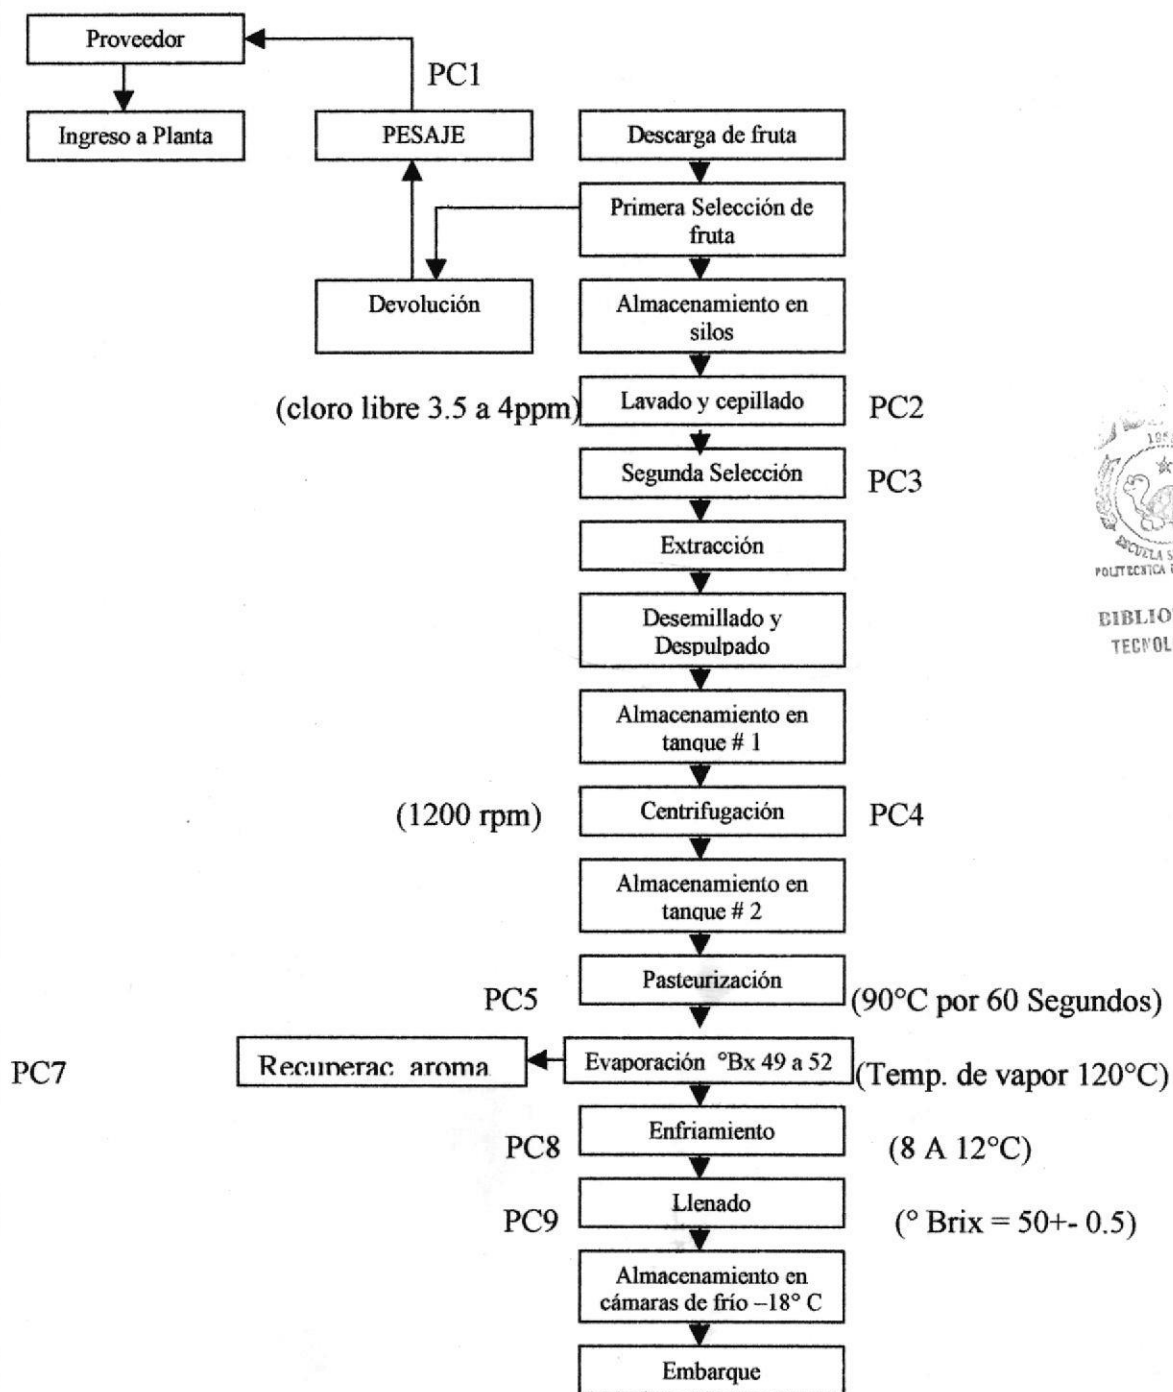 Proveedor
PC1
Ingreso a Planta
PESAJE
Descarga de fruta
Primera Selección de
fruta
Devolución
Almacenamiento en
silos
(cloro libre 3.5 a 4ppm)
Lavado y cepillado
PC2
Segunda Selección
PC3
Extracción
Desemillado y
Despulpado
Almacenamiento en
tanque # 1
(1200 rpm)
Centrifugación
PC4
Almacenamiento en
tanque # 2
Pasteurización
PC5
(90°C por 60 Segundos)
PC7
Recuperac aroma
Evaporación °Bx 49 a 52
(Temp. de vapor 120°C)
Enfriamiento
PC8
(8 A 12°C)
Llenado
PC9
(° Brix = 50+- 0.5)
Almacenamiento en
cámaras de frío –18° C
Embarque
ESCUELA
POLITECNICA